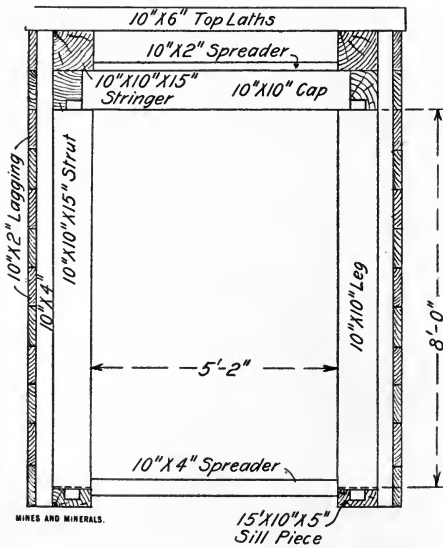 10"X6" Top Laths
10"X2" Spreader
10"X10"X15"
Stringer
10"X10" Cap
10"X2" Lagging
10"X4"
10"X10"X15" Strut
10"X10" Leg
8'-0"
5'-2"
10"X4" Spreader
15'X10"X5"
Sill Piece
MINES AND MINERALS.